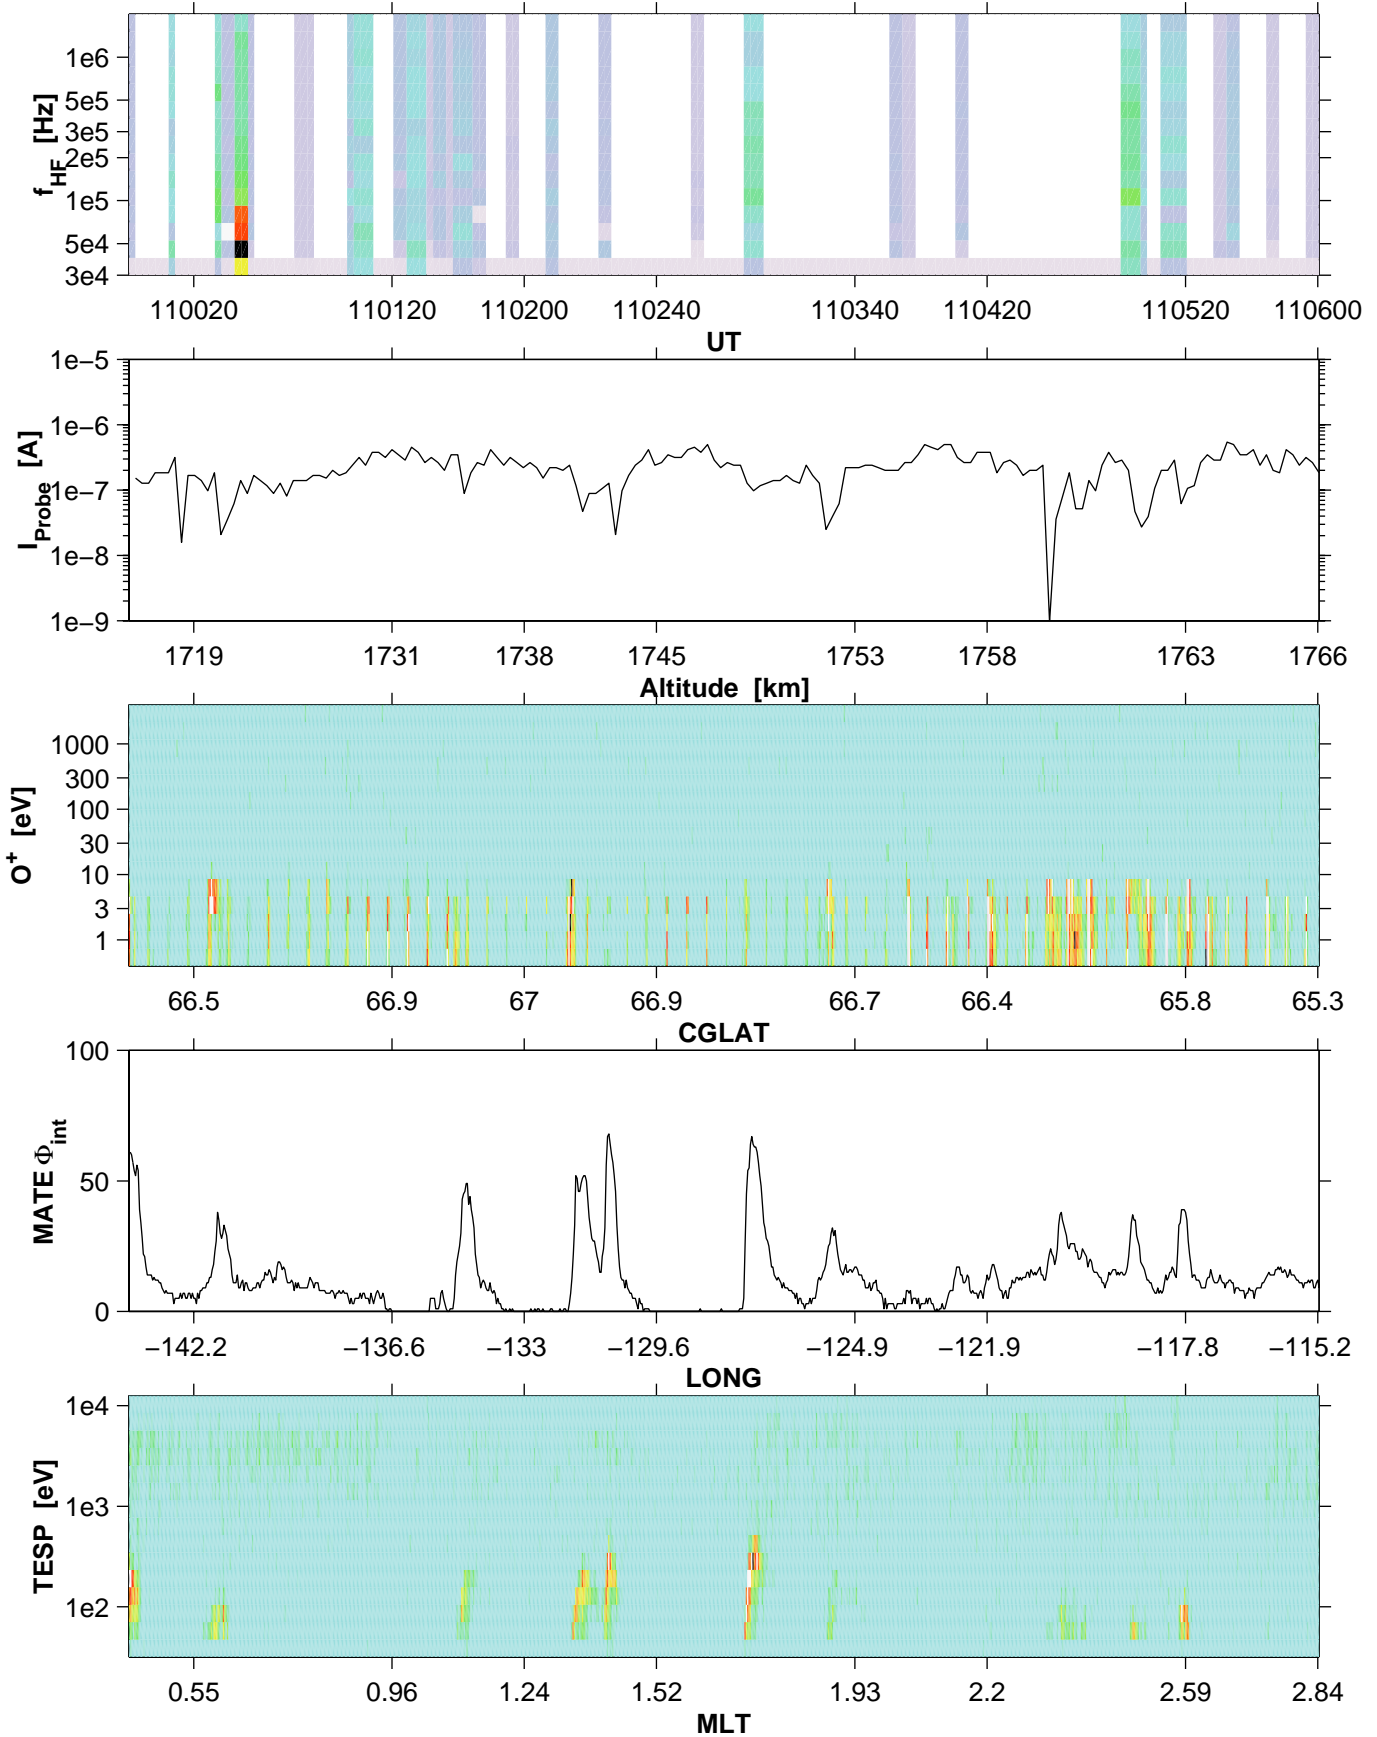 f_HF [Hz]
1e6
5e5
3e5
2e5
1e5
5e4
3e4
110020 110120 110200 110240 110340 110420 110520 110600
UT
I_Probe [A]
1e−5
1e−6
1e−7
1e−8
1e−9
1719 1731 1738 1745 1753 1758 1763 1766
Altitude [km]
O⁺ [eV]
1000
300
100
30
10
3
1
66.5 66.9 67 66.9 66.7 66.4 65.8 65.3
CGLAT
MATE Φ_int
100
50
0
−142.2 −136.6 −133 −129.6 −124.9 −121.9 −117.8 −115.2
LONG
TESP [eV]
1e4
1e3
1e2
0.55 0.96 1.24 1.52 1.93 2.2 2.59 2.84
MLT